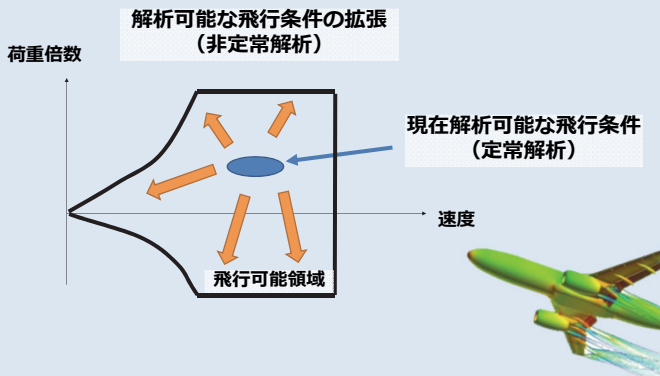 解析可能な飛行条件の拡張
（非定常解析）
荷重倍数
現在解析可能な飛行条件
（定常解析）
速度
飛行可能領域